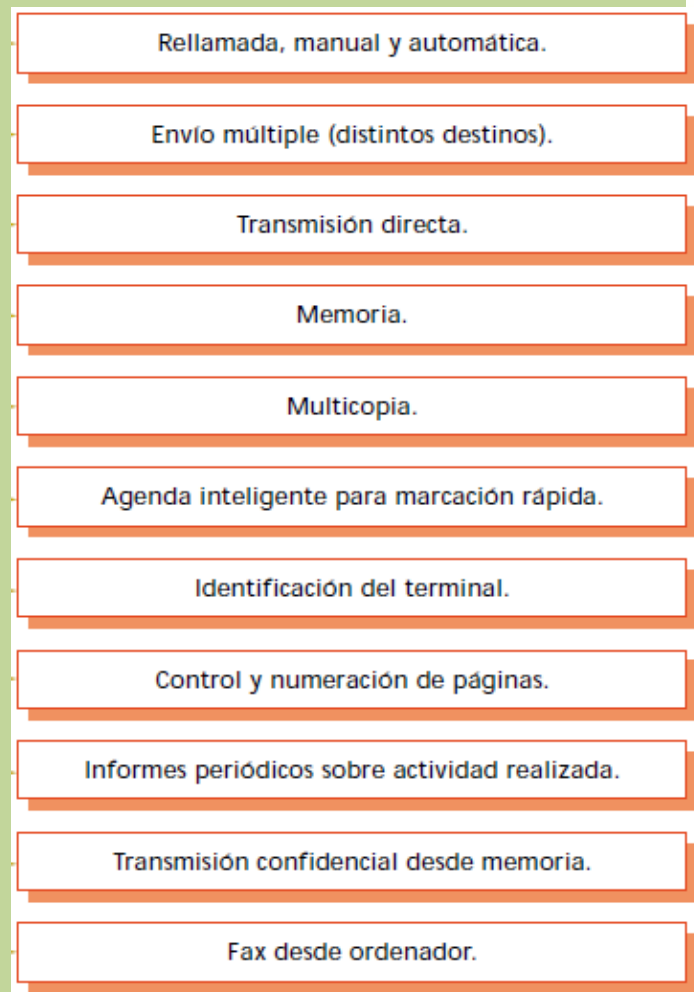 Rellamada, manual y automática.
Envío múltiple (distintos destinos).
Transmisión directa.
Memoria.
Multicopia.
Agenda inteligente para marcación rápida.
Identificación del terminal.
Control y numeración de páginas.
Informes periódicos sobre actividad realizada.
Transmisión confidencial desde memoria.
Fax desde ordenador.